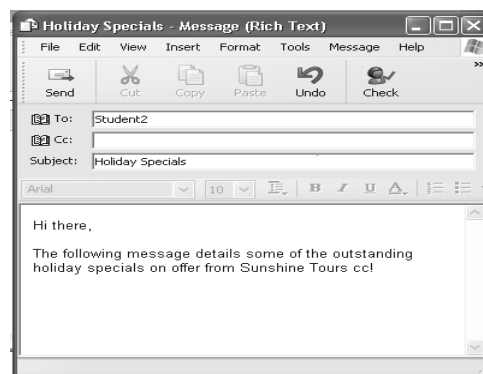 Holiday Specials - Message (Rich Text)
File Edit View Insert Format Tools Message Help
Send Cut Copy Paste Undo Check
To: Student2
Cc:
Subject: Holiday Specials
Arial 10 B I U A
Hi there,
The following message details some of the outstanding
holiday specials on offer from Sunshine Tours cc!